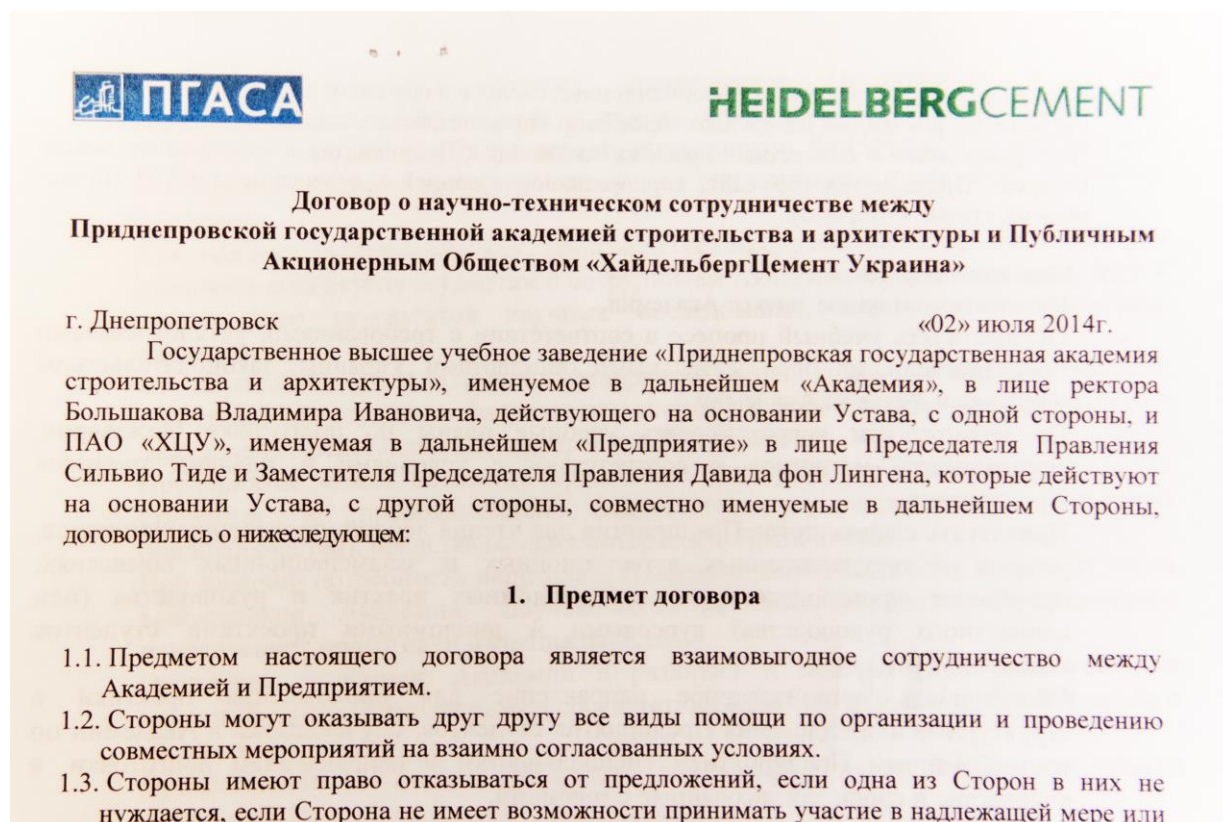 ПГАСА
HEIDELBERGCEMENT
Договор о научно-техническом сотрудничестве между
Приднепровской государственной академией строительства и архитектуры и Публичным
Акционерным Обществом «ХайдельбергЦемент Украина»
г. Днепропетровск «02» июля 2014г.
Государственное высшее учебное заведение «Приднепровская государственная академия
строительства и архитектуры», именуемое в дальнейшем «Академия», в лице ректора
Большакова Владимира Ивановича, действующего на основании Устава, с одной стороны, и
ПАО «ХЦУ», именуемая в дальнейшем «Предприятие» в лице Председателя Правления
Сильвио Тиде и Заместителя Председателя Правления Давида фон Лингена, которые действуют
на основании Устава, с другой стороны, совместно именуемые в дальнейшем Стороны,
договорились о нижеследующем:
1. Предмет договора
1.1. Предметом настоящего договора является взаимовыгодное сотрудничество между
Академией и Предприятием.
1.2. Стороны могут оказывать друг другу все виды помощи по организации и проведению
совместных мероприятий на взаимно согласованных условиях.
1.3. Стороны имеют право отказываться от предложений, если одна из Сторон в них не
нуждается, если Сторона не имеет возможности принимать участие в надлежащей мере или